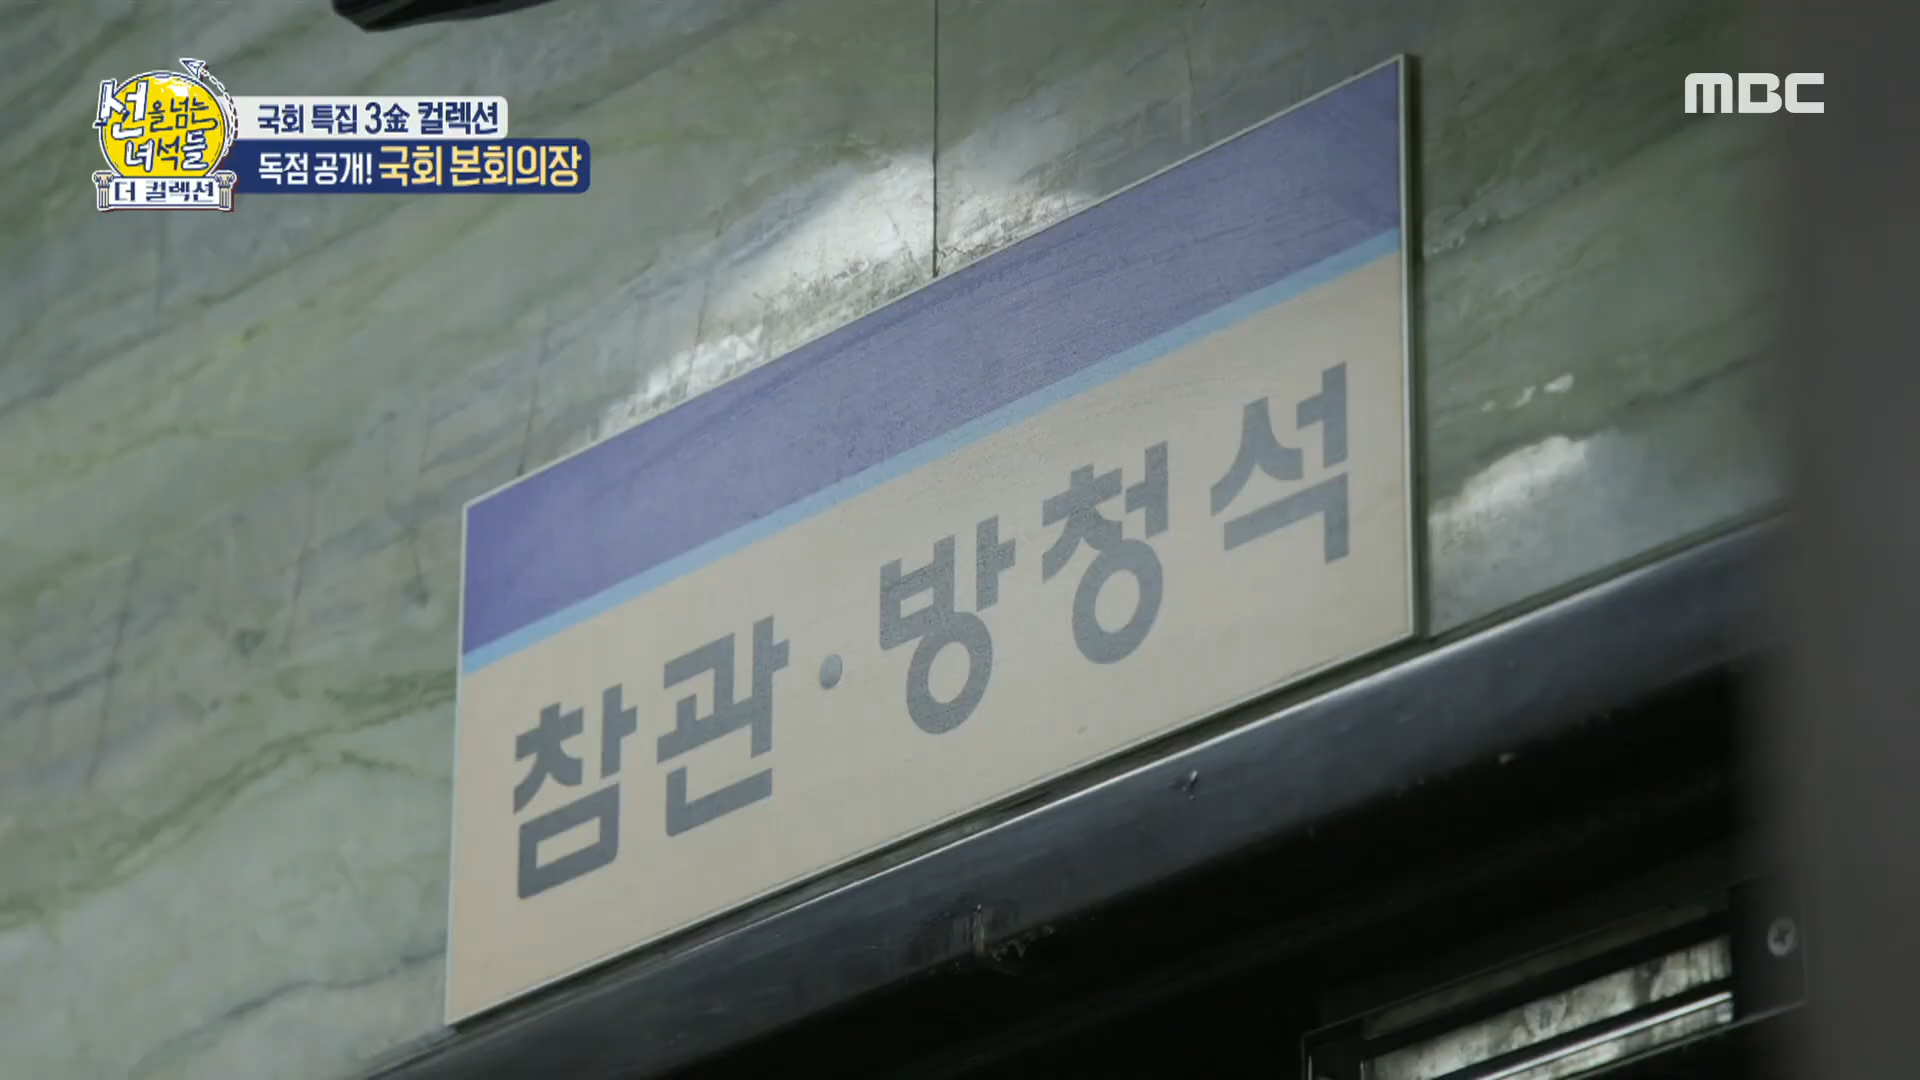 선을 넘는 녀석들
더 컬렉션
국회 특집 3金 컬렉션
독점 공개! 국회 본회의장
MBC
참관·방청석